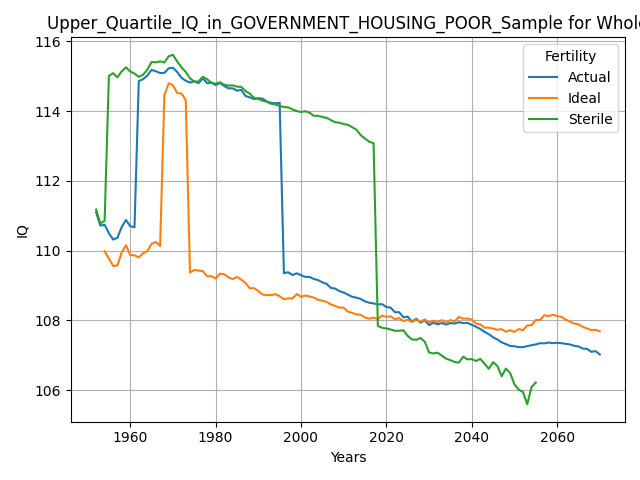 Upper_Quartile_IQ_in_GOVERNMENT_HOUSING_POOR_Sample for Whole
116
114
112
110
108
106
IQ
Fertility
Actual
Ideal
Sterile
1960
1980
2000
2020
2040
2060
Years